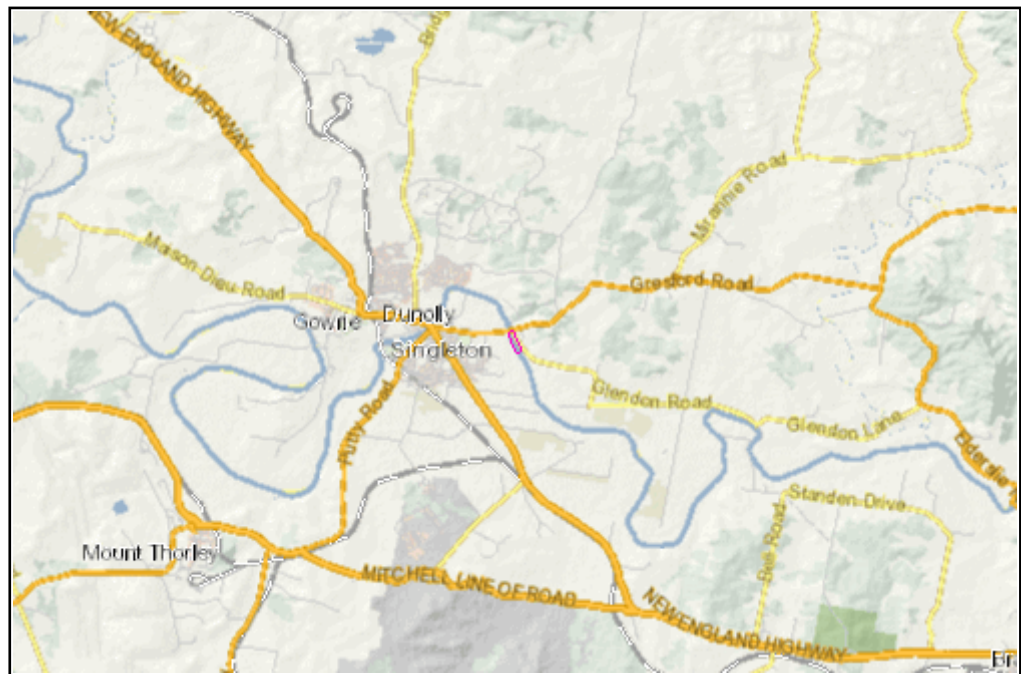 NEW ENGLAND HIGHWAY
Mirannie Road
Maison Dieu Road
Gresford Road
Gowrie
Dunolly
Singleton
Glendon Road
Putty Road
Glendon Lane
Standen Drive
Bell Road
Mount Thorley
MITCHELL LINE OF ROAD
NEW ENGLAND HIGHWAY